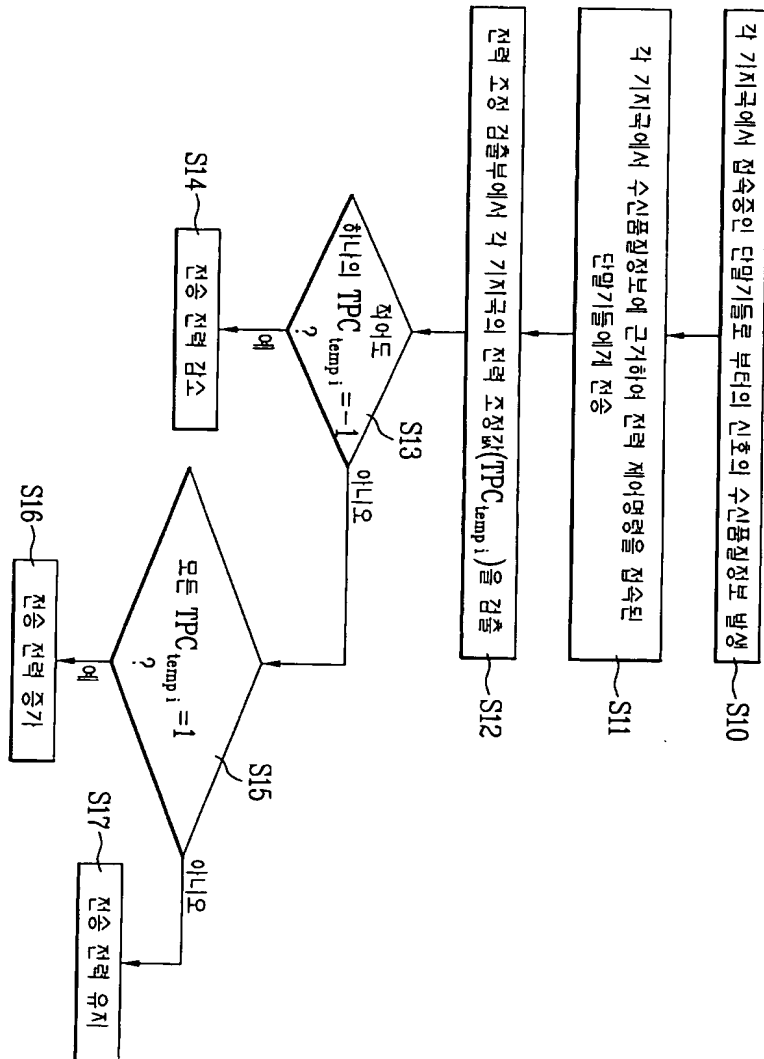 각 기지국에서 접속중인 단말기들로 부터의 신호의 수신품질정보 발생
S10
각 기지국에서 수신품질정보에 근거하여 전력 제어명령을 접속된
단말기들에게 전송
S11
전력 조정 검출부에서 각 기지국의 전력 조정값(TPCtemp i)을 검출
S12
적어도
하나의 TPCtemp i=-1
?
S13
예
아니오
S14
전송 전력 감소
모든 TPCtemp i=1
?
S15
예
아니오
S16
전송 전력 증가
S17
전송 전력 유지